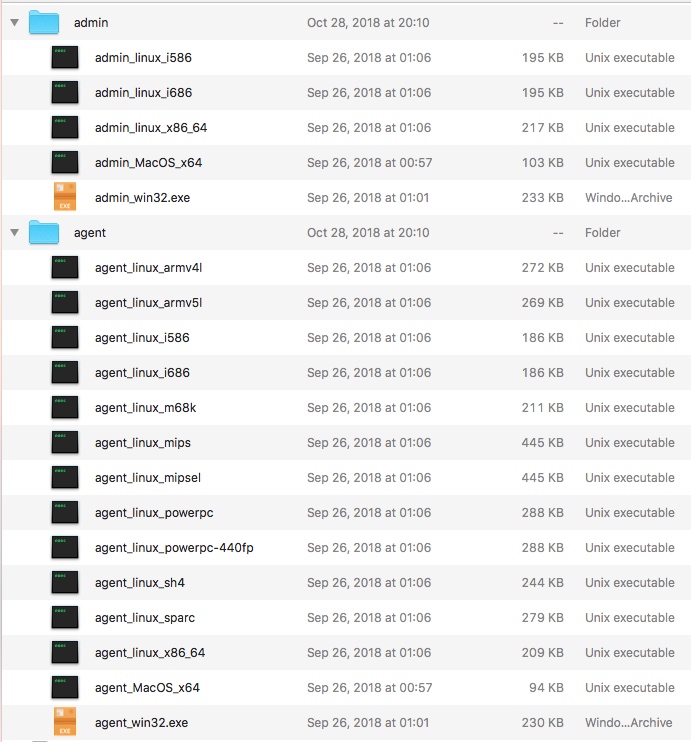 admin Oct 28, 2018 at 20:10 -- Folder
admin_linux_i586 Sep 26, 2018 at 01:06 195 KB Unix executable
admin_linux_i686 Sep 26, 2018 at 01:06 195 KB Unix executable
admin_linux_x86_64 Sep 26, 2018 at 01:06 217 KB Unix executable
admin_MacOS_x64 Sep 26, 2018 at 00:57 103 KB Unix executable
admin_win32.exe Sep 26, 2018 at 01:01 233 KB Windo...Archive
agent Oct 28, 2018 at 20:10 -- Folder
agent_linux_armv4l Sep 26, 2018 at 01:06 272 KB Unix executable
agent_linux_armv5l Sep 26, 2018 at 01:06 269 KB Unix executable
agent_linux_i586 Sep 26, 2018 at 01:06 186 KB Unix executable
agent_linux_i686 Sep 26, 2018 at 01:06 186 KB Unix executable
agent_linux_m68k Sep 26, 2018 at 01:06 211 KB Unix executable
agent_linux_mips Sep 26, 2018 at 01:06 445 KB Unix executable
agent_linux_mipsel Sep 26, 2018 at 01:06 445 KB Unix executable
agent_linux_powerpc Sep 26, 2018 at 01:06 288 KB Unix executable
agent_linux_powerpc-440fp Sep 26, 2018 at 01:06 288 KB Unix executable
agent_linux_sh4 Sep 26, 2018 at 01:06 244 KB Unix executable
agent_linux_sparc Sep 26, 2018 at 01:06 279 KB Unix executable
agent_linux_x86_64 Sep 26, 2018 at 01:06 209 KB Unix executable
agent_MacOS_x64 Sep 26, 2018 at 00:57 94 KB Unix executable
agent_win32.exe Sep 26, 2018 at 01:01 230 KB Windo...Archive